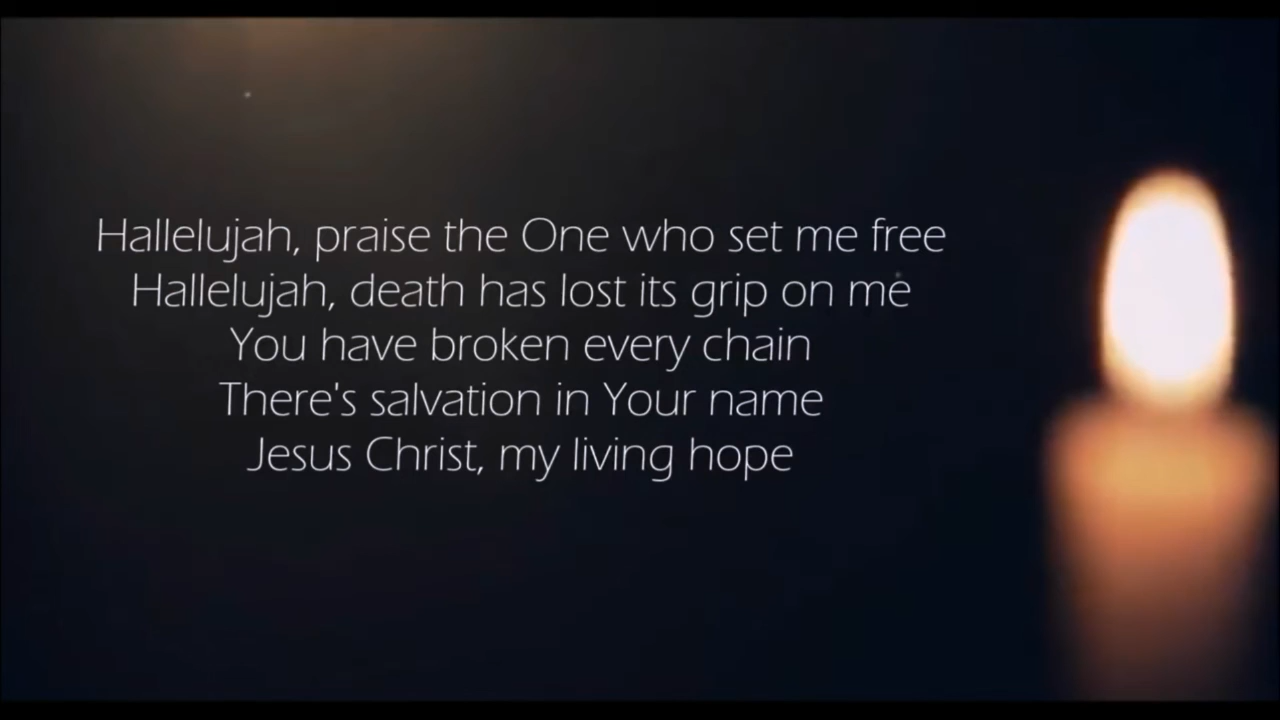 Hallelujah, praise the One who set me free
Hallelujah, death has lost its grip on me
You have broken every chain
There's salvation in Your name
Jesus Christ, my living hope